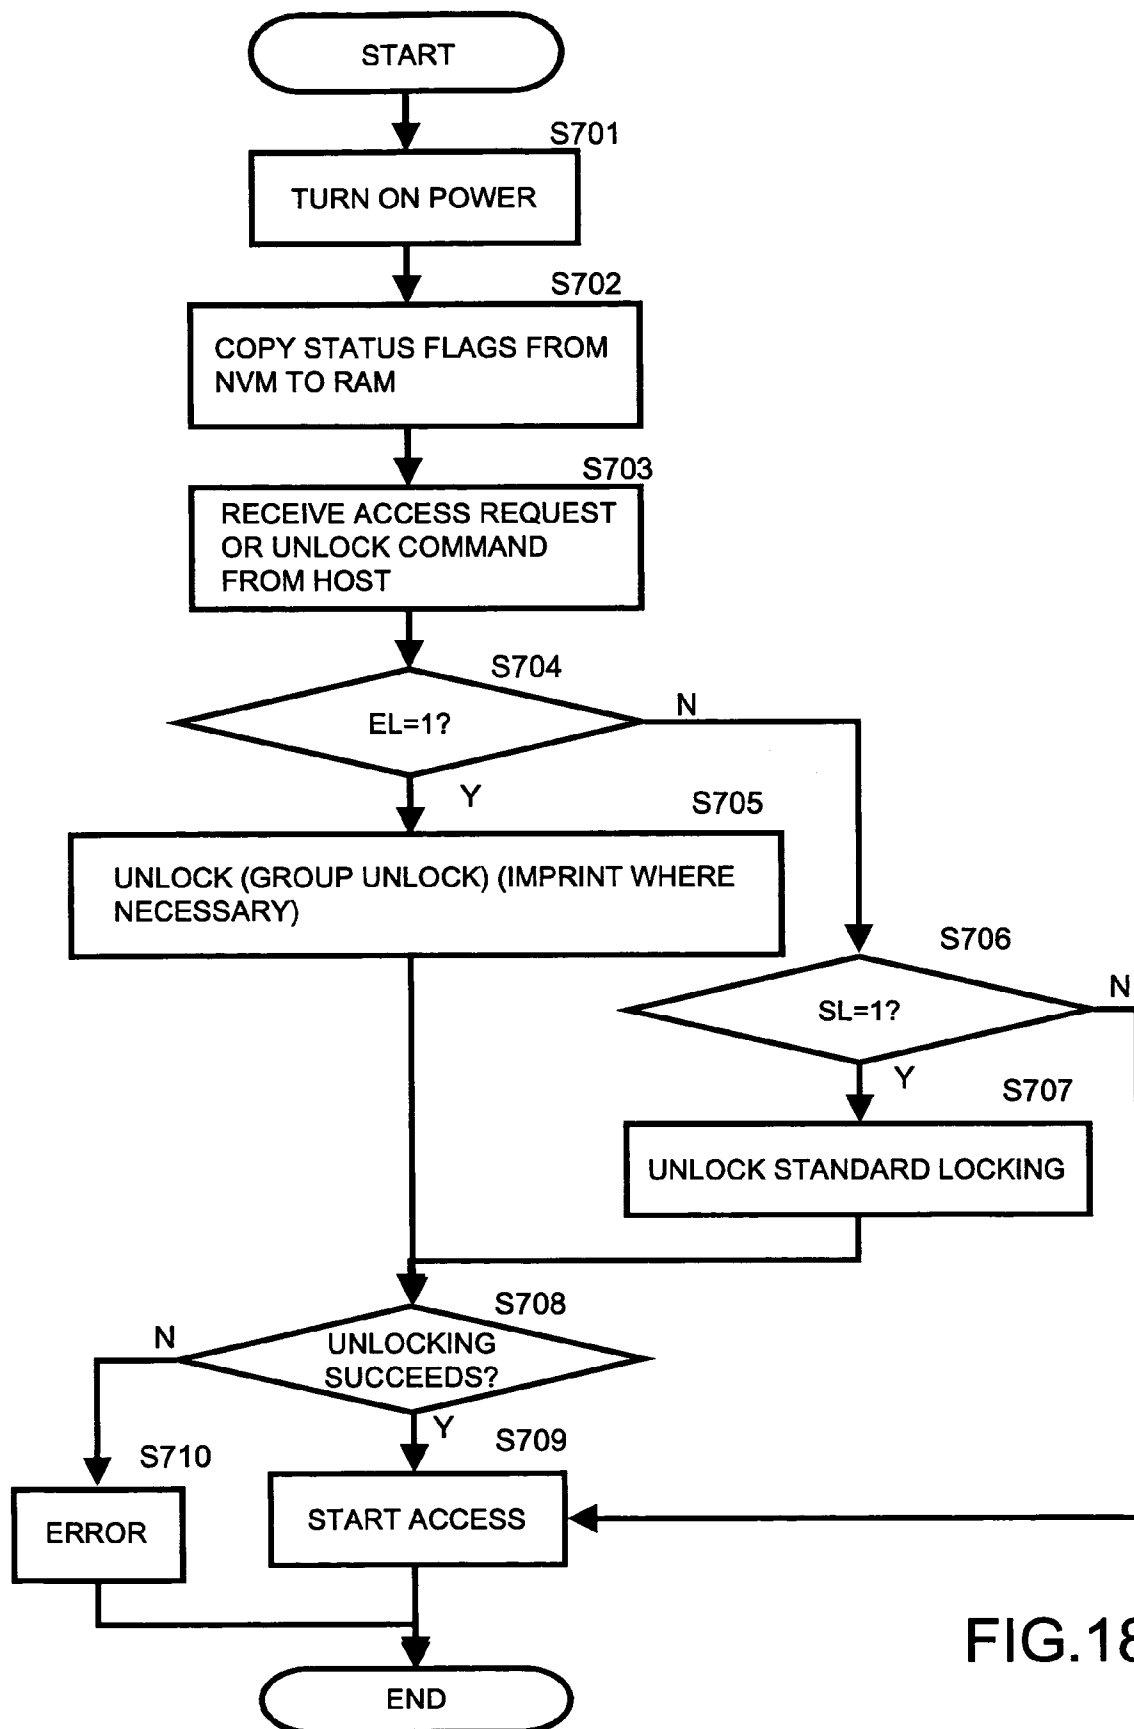 START
S701
TURN ON POWER
S702
COPY STATUS FLAGS FROM
NVM TO RAM
S703
RECEIVE ACCESS REQUEST
OR UNLOCK COMMAND
FROM HOST
S704
EL=1?
N
Y
S705
UNLOCK (GROUP UNLOCK) (IMPRINT WHERE
NECESSARY)
S706
SL=1?
N
Y
S707
UNLOCK STANDARD LOCKING
S708
N
UNLOCKING
SUCCEEDS?
Y
S709
S710
START ACCESS
ERROR
FIG.18
END